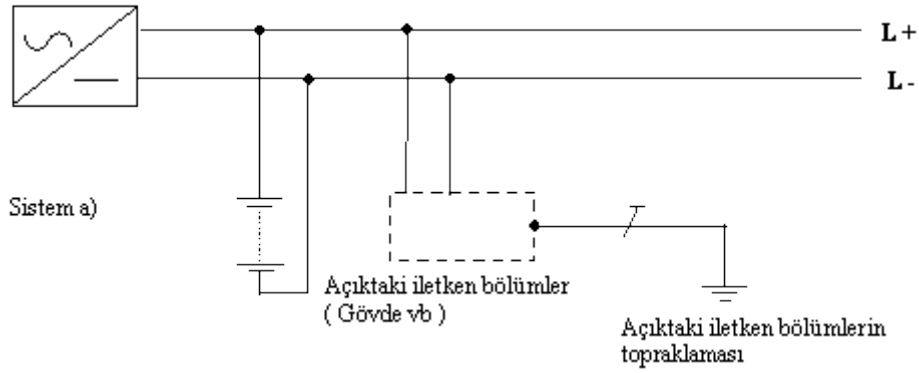 L +
L -
Sistem a)
Açıktaki iletken bölümler
( Gövde vb )
Açıktaki iletken bölümlerin
topraklaması